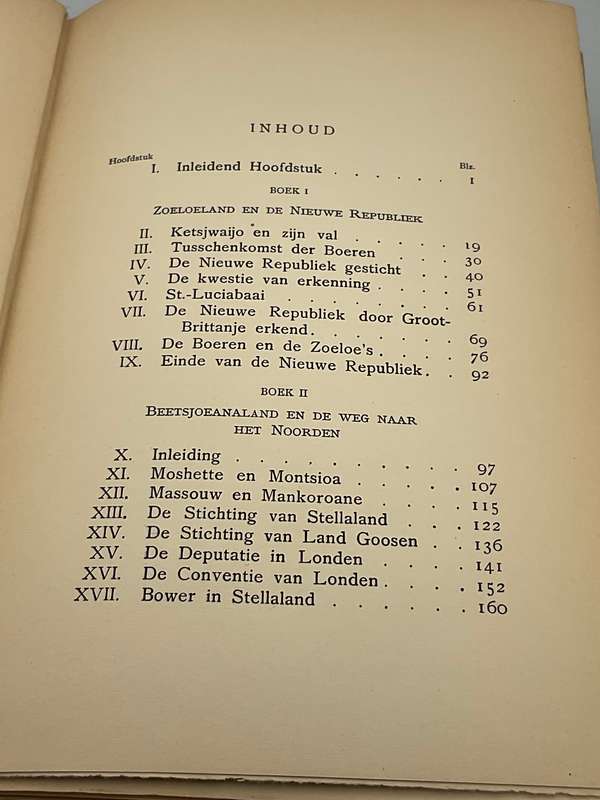 INHOUD
Hoofdstuk Blz.
I. Inleidend Hoofdstuk . . . . . . 1
BOEK I
ZOELOELAND EN DE NIEUWE REPUBLIEK
II. Ketsjwaijo en zijn val . . . . . 19
III. Tusschenkomst der Boeren . . . . 30
IV. De Nieuwe Republiek gesticht . . 40
V. De kwestie van erkenning . . . . 51
VI. St.-Luciabaai . . . . . . . 61
VII. De Nieuwe Republiek door Groot-
Brittanje erkend . . . . . . 69
VIII. De Boeren en de Zoeloe's . . . . 76
IX. Einde van de Nieuwe Republiek . . 92
BOEK II
BEETSJOEANALAND EN DE WEG NAAR
HET NOORDEN
X. Inleiding . . . . . . . . . 97
XI. Moshette en Montsioa . . . . . 107
XII. Massouw en Mankoroane . . . . 115
XIII. De Stichting van Stellaland . . . 122
XIV. De Stichting van Land Goosen . . 136
XV. De Deputatie in Londen . . . . 141
XVI. De Conventie van Londen . . . . 152
XVII. Bower in Stellaland . . . . . . 160